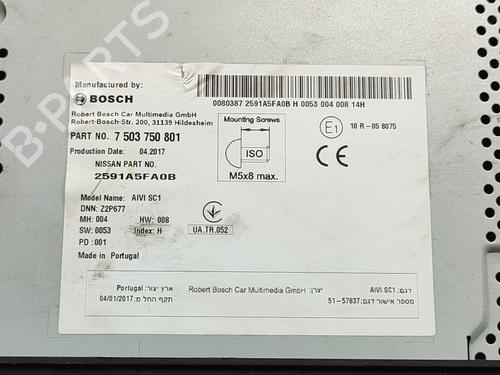 Manufactured by:
BOSCH
0080387 2591A5FA0B H 0053 004 008 14H
Robert Bosch Car Multimedia GmbH
Robert-Bosch-Str. 200, 31139 Hildesheim
PART NO. 7 503 750 801
Production Date: 04.2017
NISSAN PART NO.
2591A5FA0B
Mounting Screws
ISO
M5x8 max.
E1
10 R-05 8075
CE
Model Name: AIVI SC1
DNN: Z2P677
MH: 004 HW: 008
SW: 0053 Index: H
PD: 001
UA.TR.052
Made in Portugal
דגם: AIVI SC1
יצרן: Robert Bosch Car Multimedia GmbH
ארץ יצור: Portugal
מספר אישור דגם: 51-57837
תקף החל מ: 04/01/2017
B-PARTS